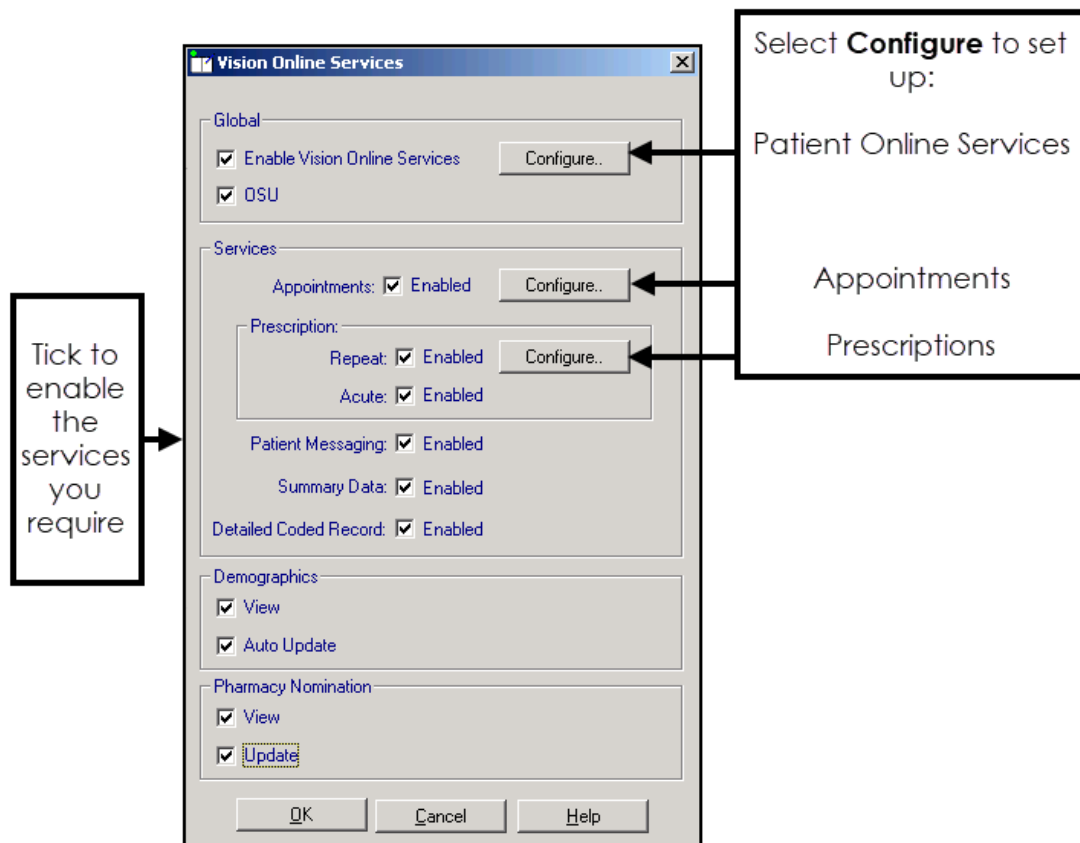 Vision Online Services
Global
Enable Vision Online Services
Configure..
OSU
Services
Appointments:
Enabled
Configure..
Prescription:
Repeat:
Enabled
Configure..
Acute:
Enabled
Patient Messaging:
Enabled
Summary Data:
Enabled
Detailed Coded Record:
Enabled
Demographics
View
Auto Update
Pharmacy Nomination
View
Update
OK
Cancel
Help
Tick to
enable
the
services
you
require
Select Configure to set
up:
Patient Online Services
Appointments
Prescriptions